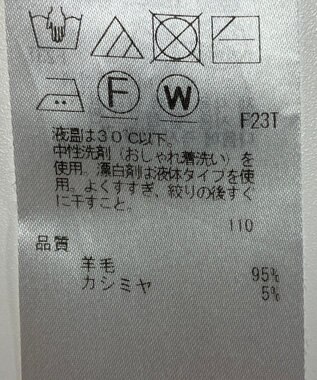 F
W
F23T
液温は30℃以下。
中性洗剤（おしゃれ着洗い）を
使用。漂白剤は液体タイプを使
用。よくすすぎ、絞りの後すぐ
に干すこと。
110
品質
羊毛 95%
カシミヤ 5%